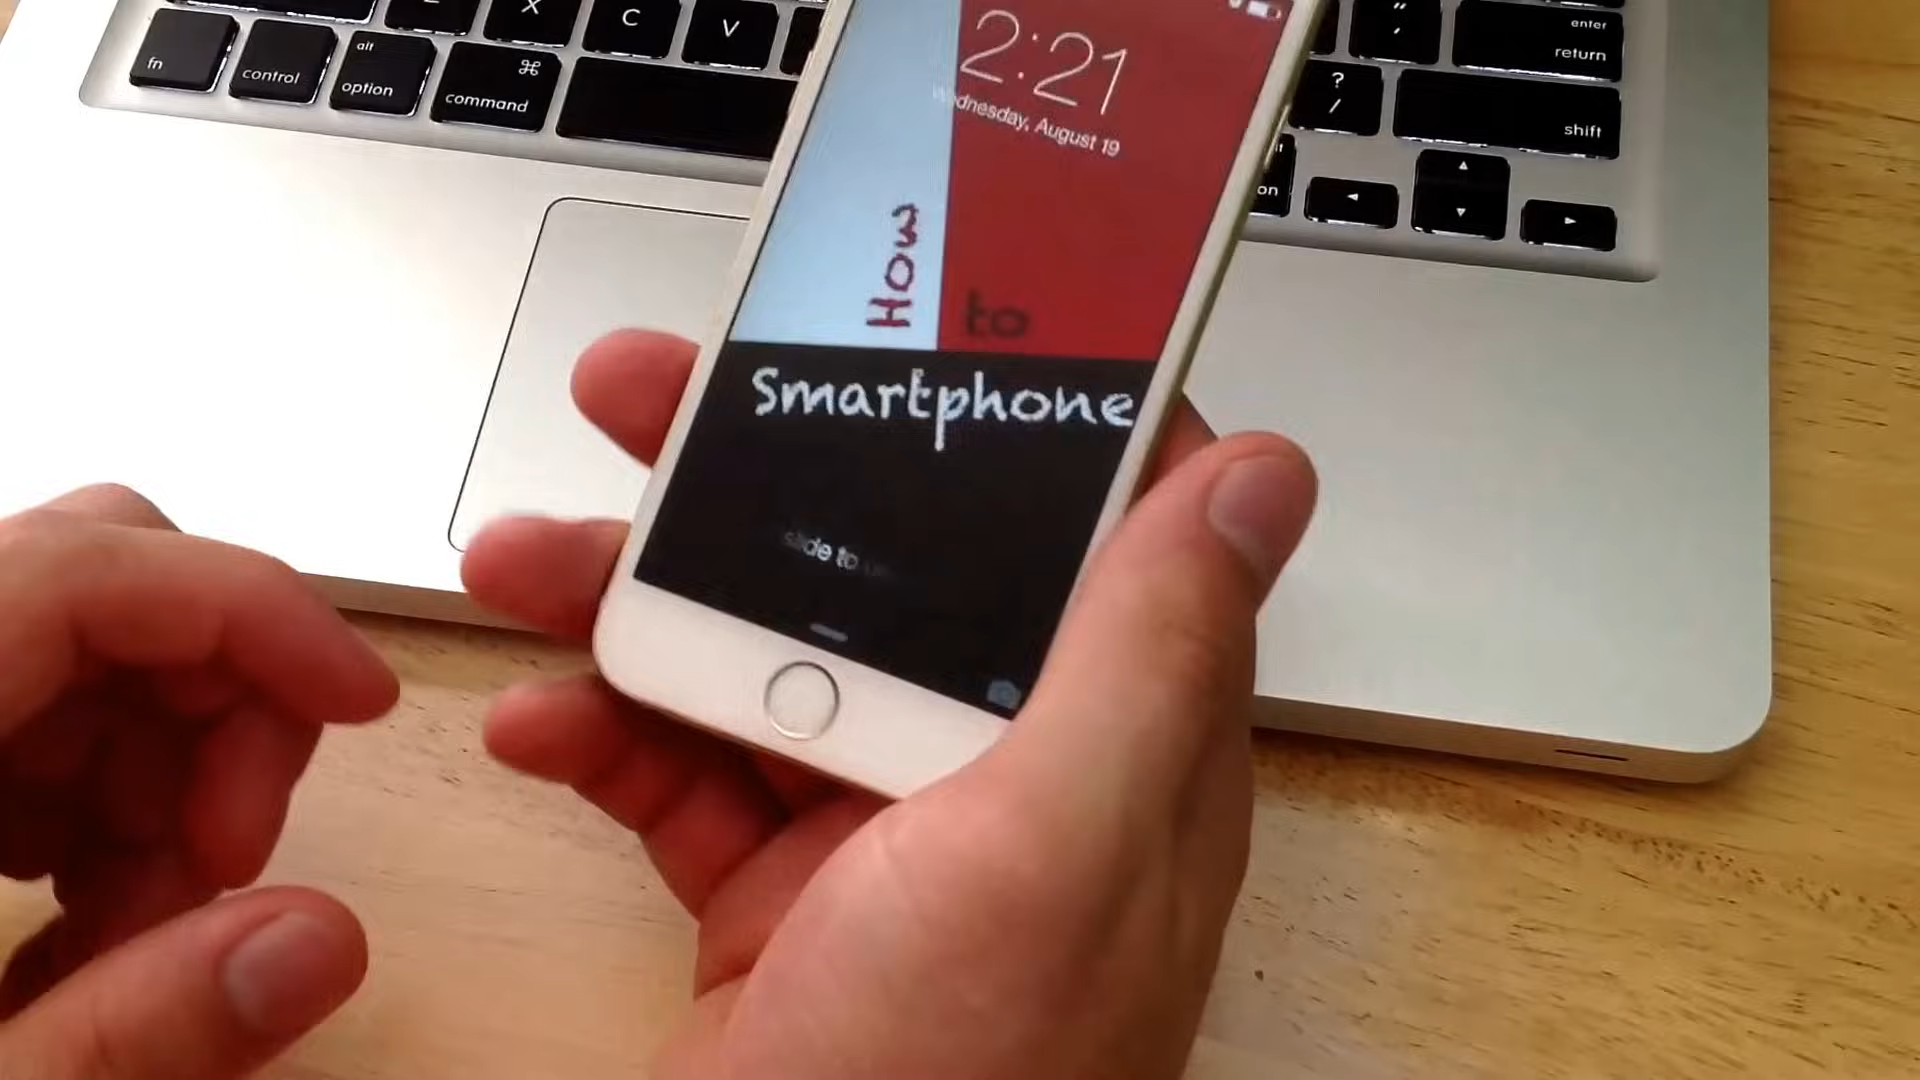 X
C
V
"
,
enter
return
fn
control
alt
option
⌘
command
?
/
shift
2:21
Wednesday, August 19
How
to
Smartphone
slide to